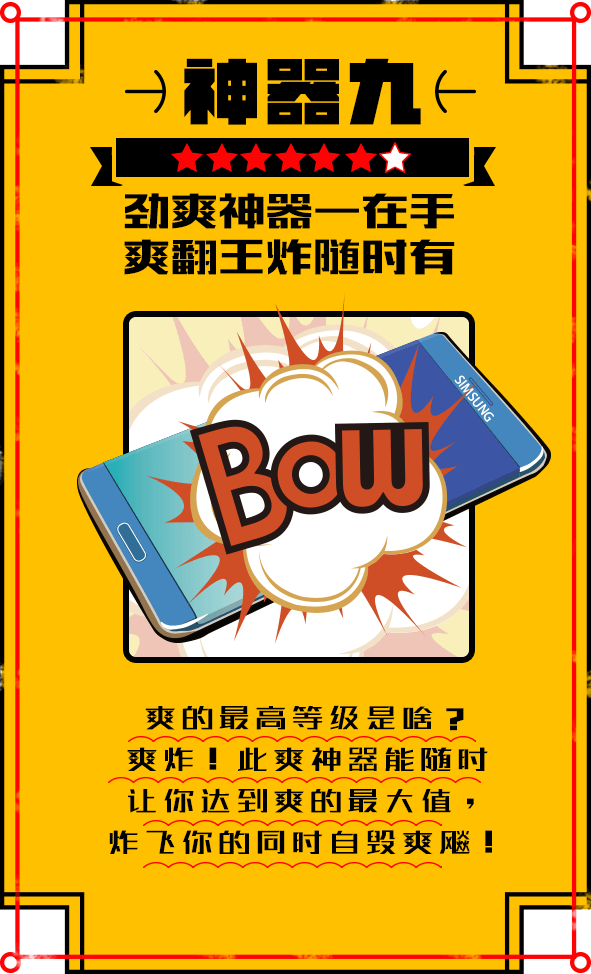 神器九
劲爽神器一在手
爽翻王炸随时有
SIMSUNG
BOW
爽的最高等级是啥？
爽炸！此爽神器能随时
让你达到爽的最大值，
炸飞你的同时自毁爽飚！